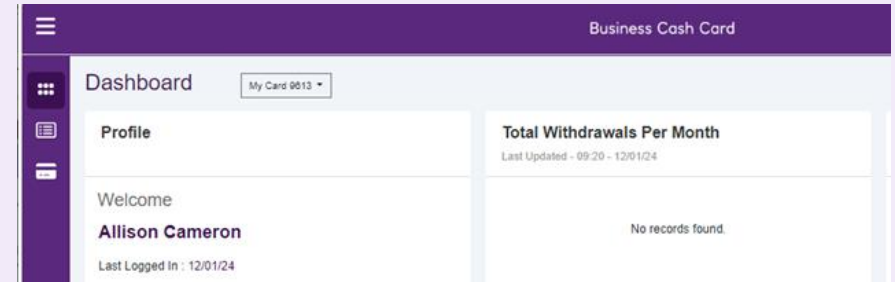 Business Cash Card
Dashboard
My Card 9613
Profile
Welcome
Allison Cameron
Last Logged In : 12/01/24
Total Withdrawals Per Month
Last Updated - 09:20 - 12/01/24
No records found.